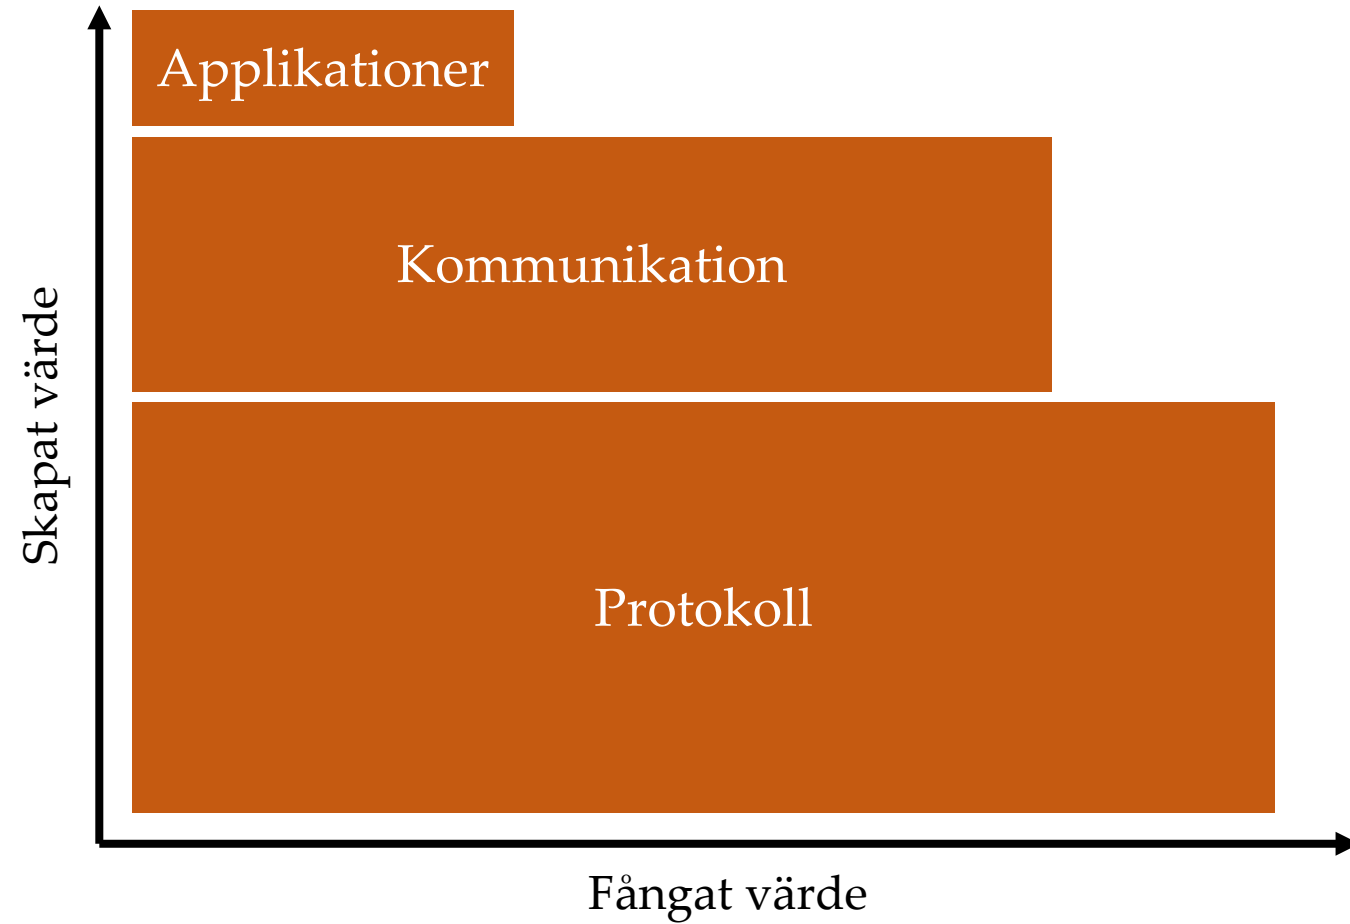 Applikationer
Kommunikation
Protokoll
Skapat värde
Fångat värde